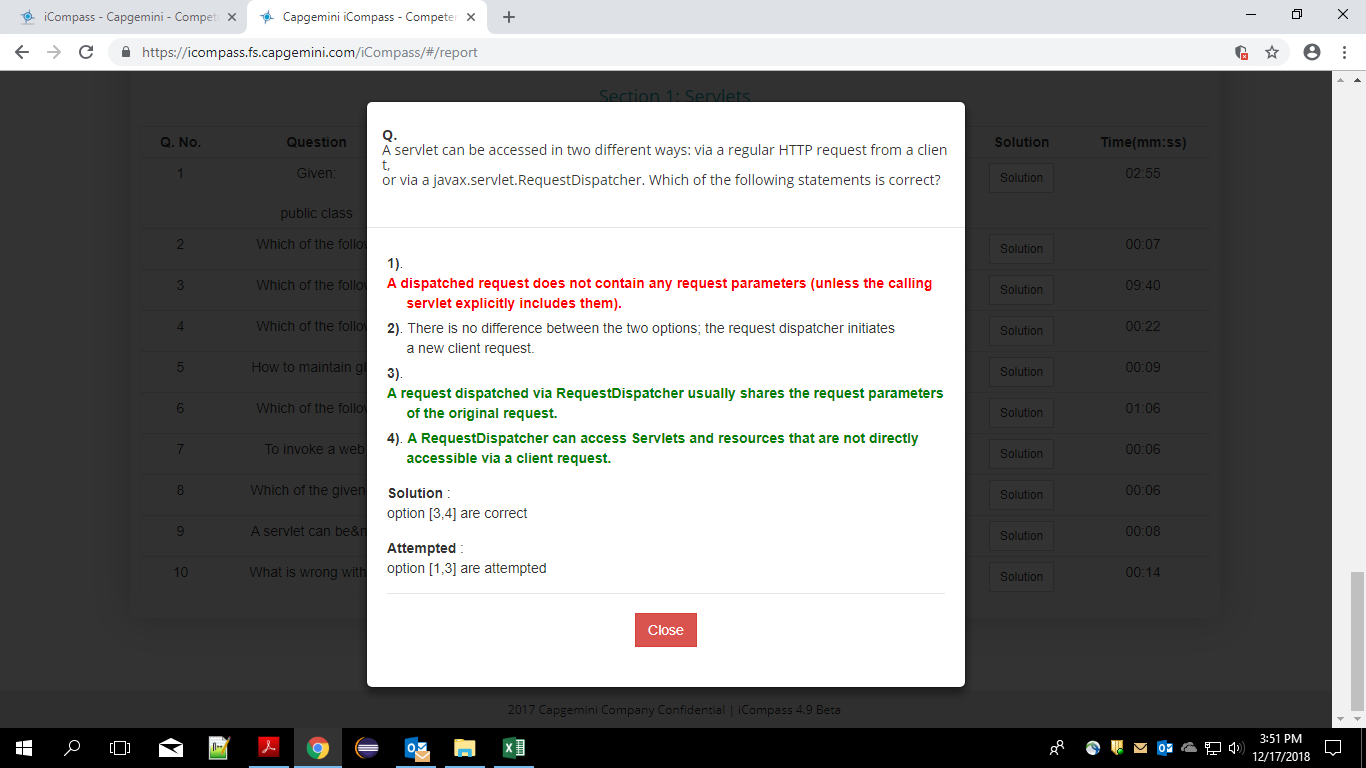 iCompass - Capgemini - Compet
Capgemini iCompass - Competen
https://icompass.fs.capgemini.com/iCompass/#/report
Section 1: Servlets
Q. No. Question Solution Time(mm:ss)
1 Given: Solution 02:55
public class
2 Which of the follow Solution 00:07
3 Which of the follow Solution 09:40
4 Which of the follow Solution 00:22
5 How to maintain gl Solution 00:09
6 Which of the follow Solution 01:06
7 To invoke a web Solution 00:06
8 Which of the given Solution 00:06
9 A servlet can be&n Solution 00:08
10 What is wrong with Solution 00:14
Q.
A servlet can be accessed in two different ways: via a regular HTTP request from a clien
t,
or via a javax.servlet.RequestDispatcher. Which of the following statements is correct?
1).
A dispatched request does not contain any request parameters (unless the calling
servlet explicitly includes them).
2). There is no difference between the two options; the request dispatcher initiates
a new client request.
3).
A request dispatched via RequestDispatcher usually shares the request parameters
of the original request.
4). A RequestDispatcher can access Servlets and resources that are not directly
accessible via a client request.
Solution :
option [3,4] are correct
Attempted :
option [1,3] are attempted
Close
2017 Capgemini Company Confidential | iCompass 4.9 Beta
3:51 PM
12/17/2018